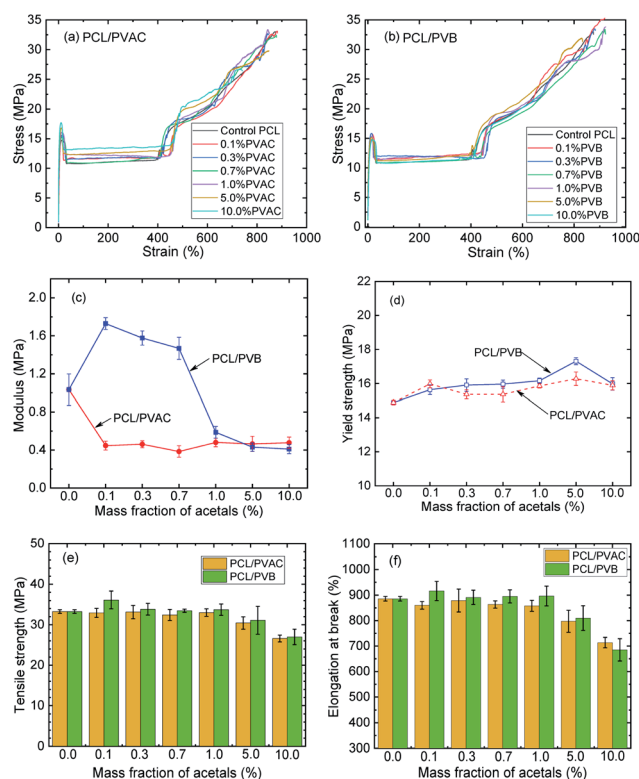 (a) PCL/PVAC
Stress (MPa)
35
30
25
20
15
10
5
0
Control PCL
0.1%PVAC
0.3%PVAC
0.7%PVAC
1.0%PVAC
5.0%PVAC
10.0%PVAC
0 200 400 600 800 1000
Strain (%)
(b) PCL/PVB
Stress (MPa)
35
30
25
20
15
10
5
0
Control PCL
0.1%PVB
0.3%PVB
0.7%PVB
1.0%PVB
5.0%PVB
10.0%PVB
0 200 400 600 800 1000
Strain (%)
(c)
Modulus (MPa)
2.0
1.6
1.2
0.8
0.4
0.0
PCL/PVB
PCL/PVAC
0.0 0.1 0.3 0.7 1.0 5.0 10.0
Mass fraction of acetals (%)
(d)
Yield strength (MPa)
22
20
18
16
14
12
10
PCL/PVB
PCL/PVAC
0.0 0.1 0.3 0.7 1.0 5.0 10.0
Mass fraction of acetals (%)
(e)
Tensile strength (MPa)
50
40
30
20
10
0
PCL/PVAC
PCL/PVB
0.0 0.1 0.3 0.7 1.0 5.0 10.0
Mass fraction of acetals (%)
(f)
Elongation at break (%)
1100
1000
900
800
700
600
500
400
300
PCL/PVAC
PCL/PVB
0.0 0.1 0.3 0.7 1.0 5.0 10.0
Mass fraction of acetals (%)